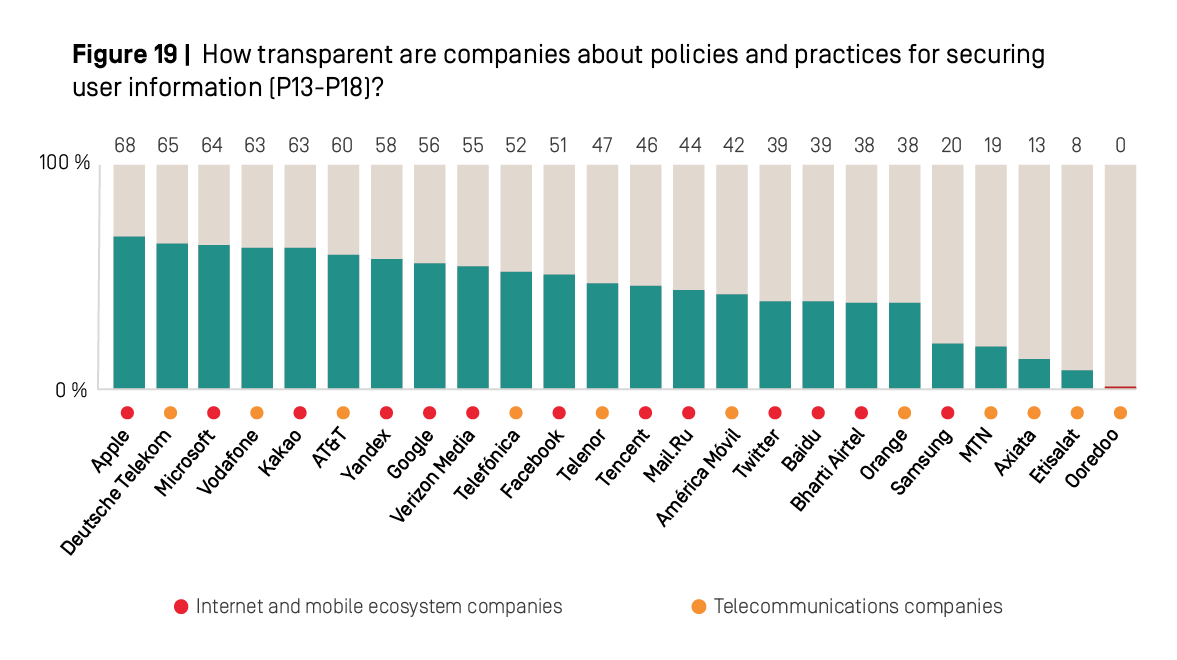 Figure 19 | How transparent are companies about policies and practices for securing
user information (P13-P18)?
68 65 64 63 63 60 58 56 55 52 51 47 46 44 42 39 39 38 38 20 19 13 8 0
100 %
0 %
Apple
Deutsche Telekom
Microsoft
Vodafone
Kakao
AT&T
Yandex
Google
Verizon Media
Telefónica
Facebook
Telenor
Tencent
Mail.Ru
América Móvil
Twitter
Baidu
Bharti Airtel
Orange
Samsung
MTN
Axiata
Etisalat
Ooredoo
Internet and mobile ecosystem companies
Telecommunications companies